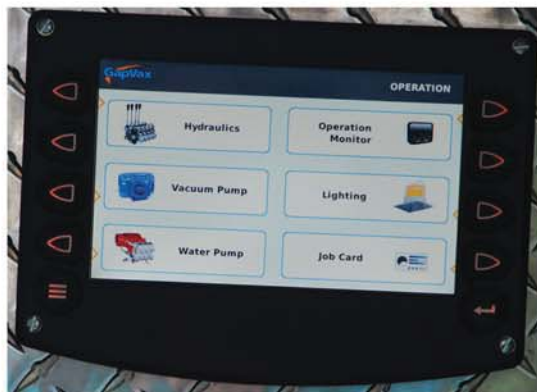 GapVax
OPERATION
Hydraulics
Operation
Monitor
Vacuum Pump
Lighting
Water Pump
Job Card